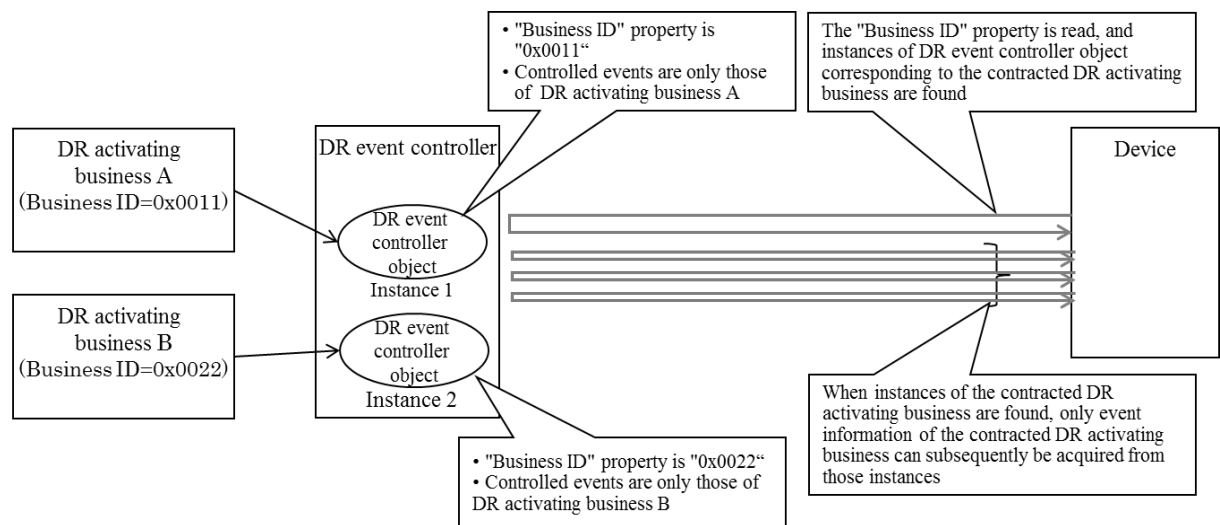 • "Business ID" property is
"0x0011“
• Controlled events are only those
of DR activating business A
The "Business ID" property is read, and
instances of DR event controller object
corresponding to the contracted DR activating
business are found
DR activating
business A
(Business ID=0x0011)
DR event controller
Device
DR event
controller
object
Instance 1
DR activating
business B
(Business ID=0x0022)
DR event
controller
object
Instance 2
When instances of the contracted DR
activating business are found, only event
information of the contracted DR activating
business can subsequently be acquired from
those instances
• "Business ID" property is "0x0022“
• Controlled events are only those of
DR activating business B